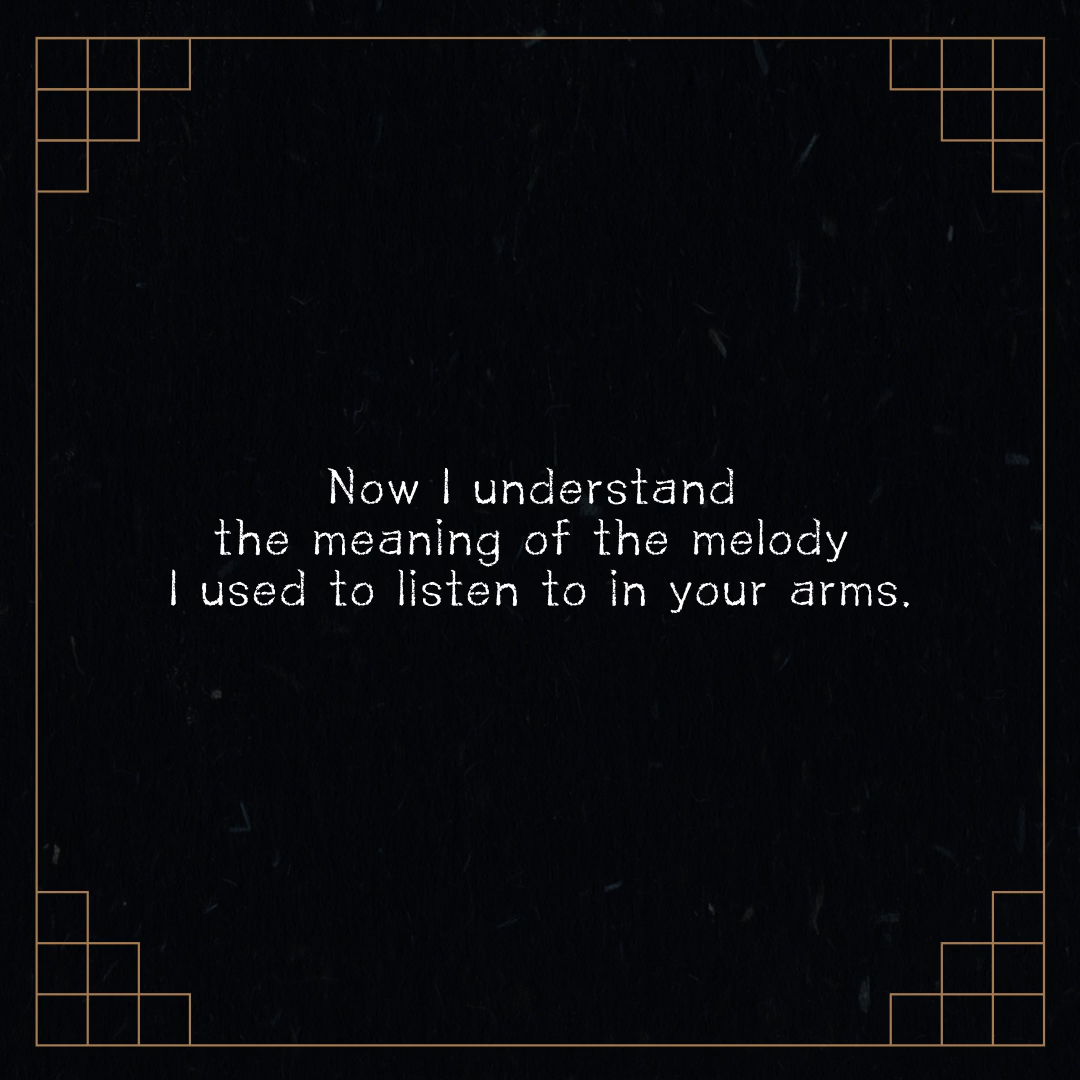 Now I understand
the meaning of the melody
I used to listen to in your arms.